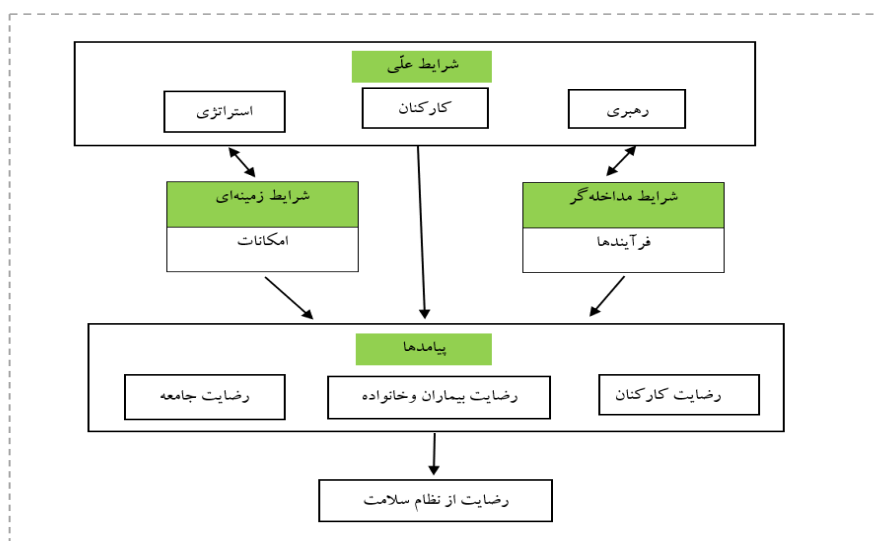 شرایط علّی
رهبری
کارکنان
استراتژی
شرایط مداخله‌گر
فرآیندها
شرایط زمینه‌ای
امکانات
پیامدها
رضایت کارکنان
رضایت بیماران وخانواده
رضایت جامعه
رضایت از نظام سلامت